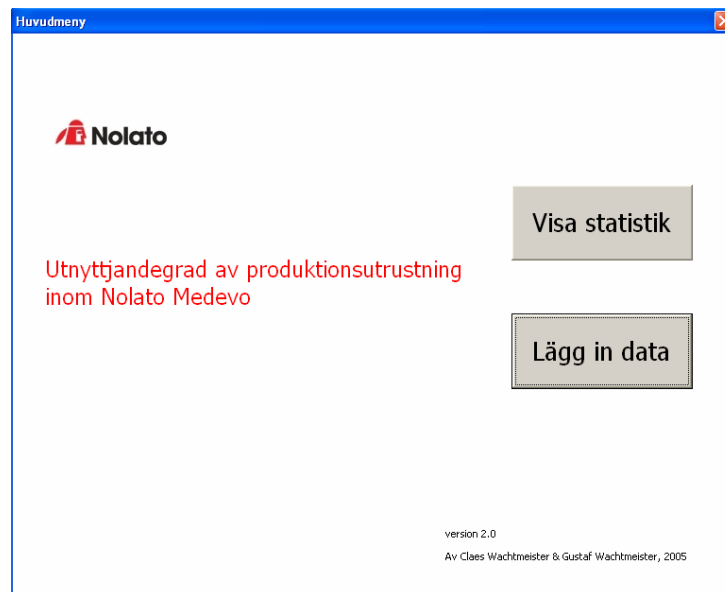 Huvudmeny
Nolato
Visa statistik
Utnyttjandegrad av produktionsutrustning
inom Nolato Medevo
Lägg in data
version 2.0
Av Claes Wachtmeister & Gustaf Wachtmeister, 2005